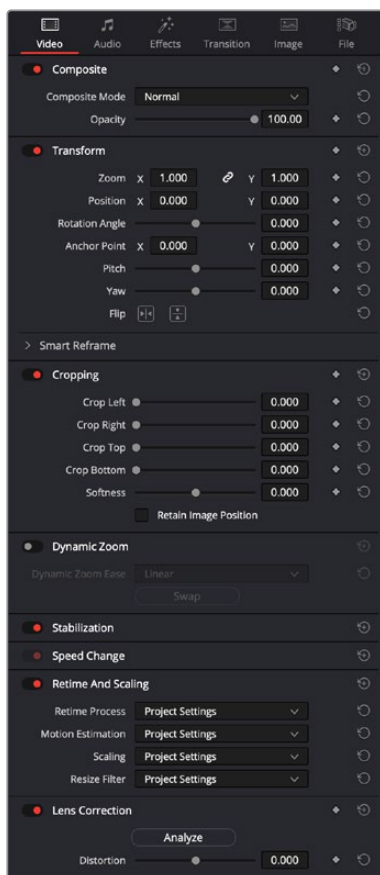 Video Audio Effects Transition Image File
Composite
Composite Mode Normal
Opacity 100.00
Transform
Zoom X 1.000 Y 1.000
Position X 0.000 Y 0.000
Rotation Angle 0.000
Anchor Point X 0.000 Y 0.000
Pitch 0.000
Yaw 0.000
Flip
Smart Reframe
Cropping
Crop Left 0.000
Crop Right 0.000
Crop Top 0.000
Crop Bottom 0.000
Softness 0.000
Retain Image Position
Dynamic Zoom
Dynamic Zoom Ease Linear
Swap
Stabilization
Speed Change
Retime And Scaling
Retime Process Project Settings
Motion Estimation Project Settings
Scaling Project Settings
Resize Filter Project Settings
Lens Correction
Analyze
Distortion 0.000